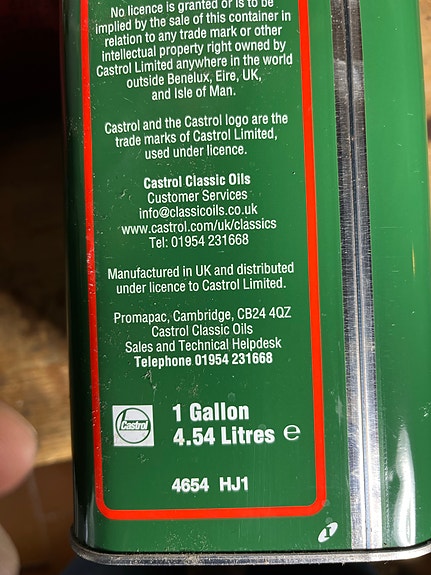 No licence is granted or is to be
implied by the sale of this container in
relation to any trade mark or other
intellectual property right owned by
Castrol Limited anywhere in the world
outside Benelux, Eire, UK,
and Isle of Man.
Castrol and the Castrol logo are the
trade marks of Castrol Limited,
used under licence.
Castrol Classic Oils
Customer Services
info@classicoils.co.uk
www.castrol.com/uk/classics
Tel: 01954 231668
Manufactured in UK and distributed
under licence to Castrol Limited.
Promapac, Cambridge, CB24 4QZ
Castrol Classic Oils
Sales and Technical Helpdesk
Telephone 01954 231668
Castrol
1 Gallon
4.54 Litres ℮
4654 HJ1